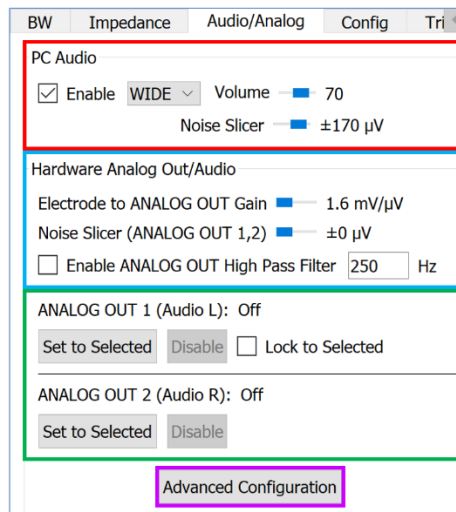 BW Impedance Audio/Analog Config Tri
PC Audio
Enable WIDE Volume 70
Noise Slicer ±170 µV
Hardware Analog Out/Audio
Electrode to ANALOG OUT Gain 1.6 mV/µV
Noise Slicer (ANALOG OUT 1,2) ±0 µV
Enable ANALOG OUT High Pass Filter 250 Hz
ANALOG OUT 1 (Audio L): Off
Set to Selected Disable Lock to Selected
ANALOG OUT 2 (Audio R): Off
Set to Selected Disable
Advanced Configuration